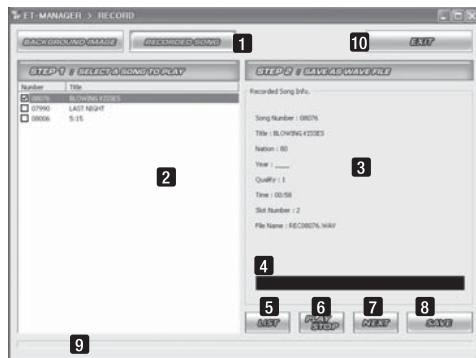 ET-MANAGER > RECORD
BACKGROUND IMAGE
RECORDED SONG
1
10
EXIT
STEP 1 : SELECT A SONG TO PLAY
Number Title
08076 BLOWING KISSES
07990 LAST NIGHT
08006 5:15
2
STEP 2 : SAVE AS WAVE FILE
Recorded Song Info.
Song Number : 08076
Title : BLOWING KISSES
Nation : 80
Year : ____
Quality : 1
Time : 00:58
Slot Number : 2
File Name : REC08076.WAV
3
4
5
6
7
8
LIST
PLAY
STOP
NEXT
SAVE
9